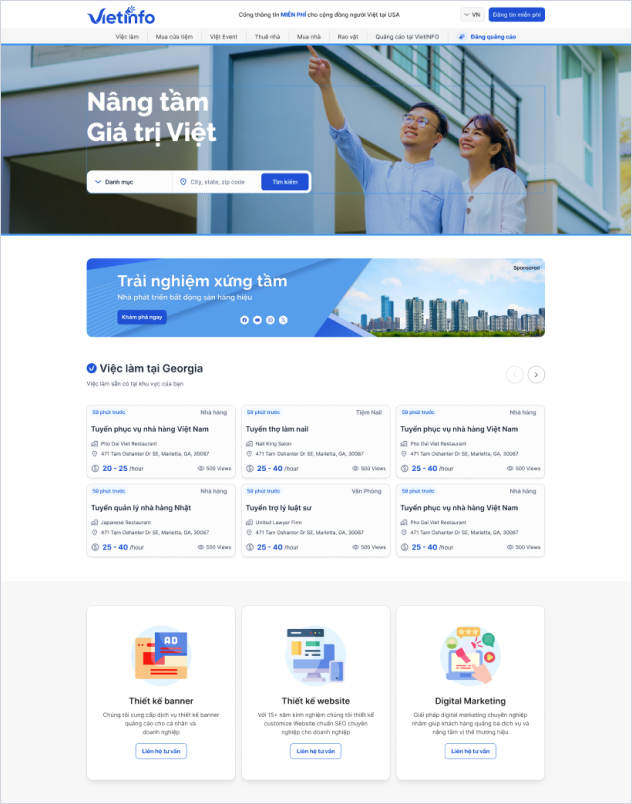 Vietinfo
Cổng thông tin MIỄN PHÍ cho cộng đồng người Việt tại USA
VN
Đăng tin miễn phí
Việc làm
Mua cửa tiệm
Việt Event
Thuê nhà
Mua nhà
Rao vặt
Quảng cáo tại VietINFO
Đăng quảng cáo
Nâng tầm
Giá trị Việt
Danh mục
City, state, zip code
Tìm kiếm
Sponsored
Trải nghiệm xứng tầm
Nhà phát triển bất động sản hàng hiệu
Khám phá ngay
Việc làm tại Georgia
Việc làm sẵn có tại khu vực của bạn
59 phút trước Nhà hàng
Tuyển phục vụ nhà hàng Việt Nam
Pho Dai Viet Restaurant
471 Tam Oshanter Dr SE, Marietta, GA, 30067
20 - 25 /hour 500 Views
59 phút trước Tiệm Nail
Tuyển thợ làm nail
Nail King Salon
471 Tam Oshanter Dr SE, Marietta, GA, 30067
25 - 40 /hour 500 Views
59 phút trước Nhà hàng
Tuyển phục vụ nhà hàng Việt Nam
Pho Dai Viet Restaurant
471 Tam Oshanter Dr SE, Marietta, GA, 30067
25 - 40 /hour 500 Views
59 phút trước Nhà hàng
Tuyển quản lý nhà hàng Nhật
Japanese Restaurant
471 Tam Oshanter Dr SE, Marietta, GA, 30067
25 - 40 /hour 500 Views
59 phút trước Văn Phòng
Tuyển trợ lý luật sư
United Lawyer Firm
471 Tam Oshanter Dr SE, Marietta, GA, 30067
25 - 40 /hour 500 Views
59 phút trước Nhà hàng
Tuyển phục vụ nhà hàng Việt Nam
Pho Dai Viet Restaurant
471 Tam Oshanter Dr SE, Marietta, GA, 30067
25 - 40 /hour 500 Views
AD
Thiết kế banner
Chúng tôi cung cấp dịch vụ thiết kế banner
quảng cáo cho cá nhân và
doanh nghiệp
Liên hệ tư vấn
Thiết kế website
Với 15+ năm kinh nghiệm chúng tôi thiết kế
customize Website chuẩn SEO chuyên
nghiệp cho doanh nghiệp
Liên hệ tư vấn
Digital Marketing
Giải pháp digital marketing chuyên nghiệp
nhằm giúp khách hàng quảng bá dịch vụ và
nâng tầm vị thế thương hiệu
Liên hệ tư vấn